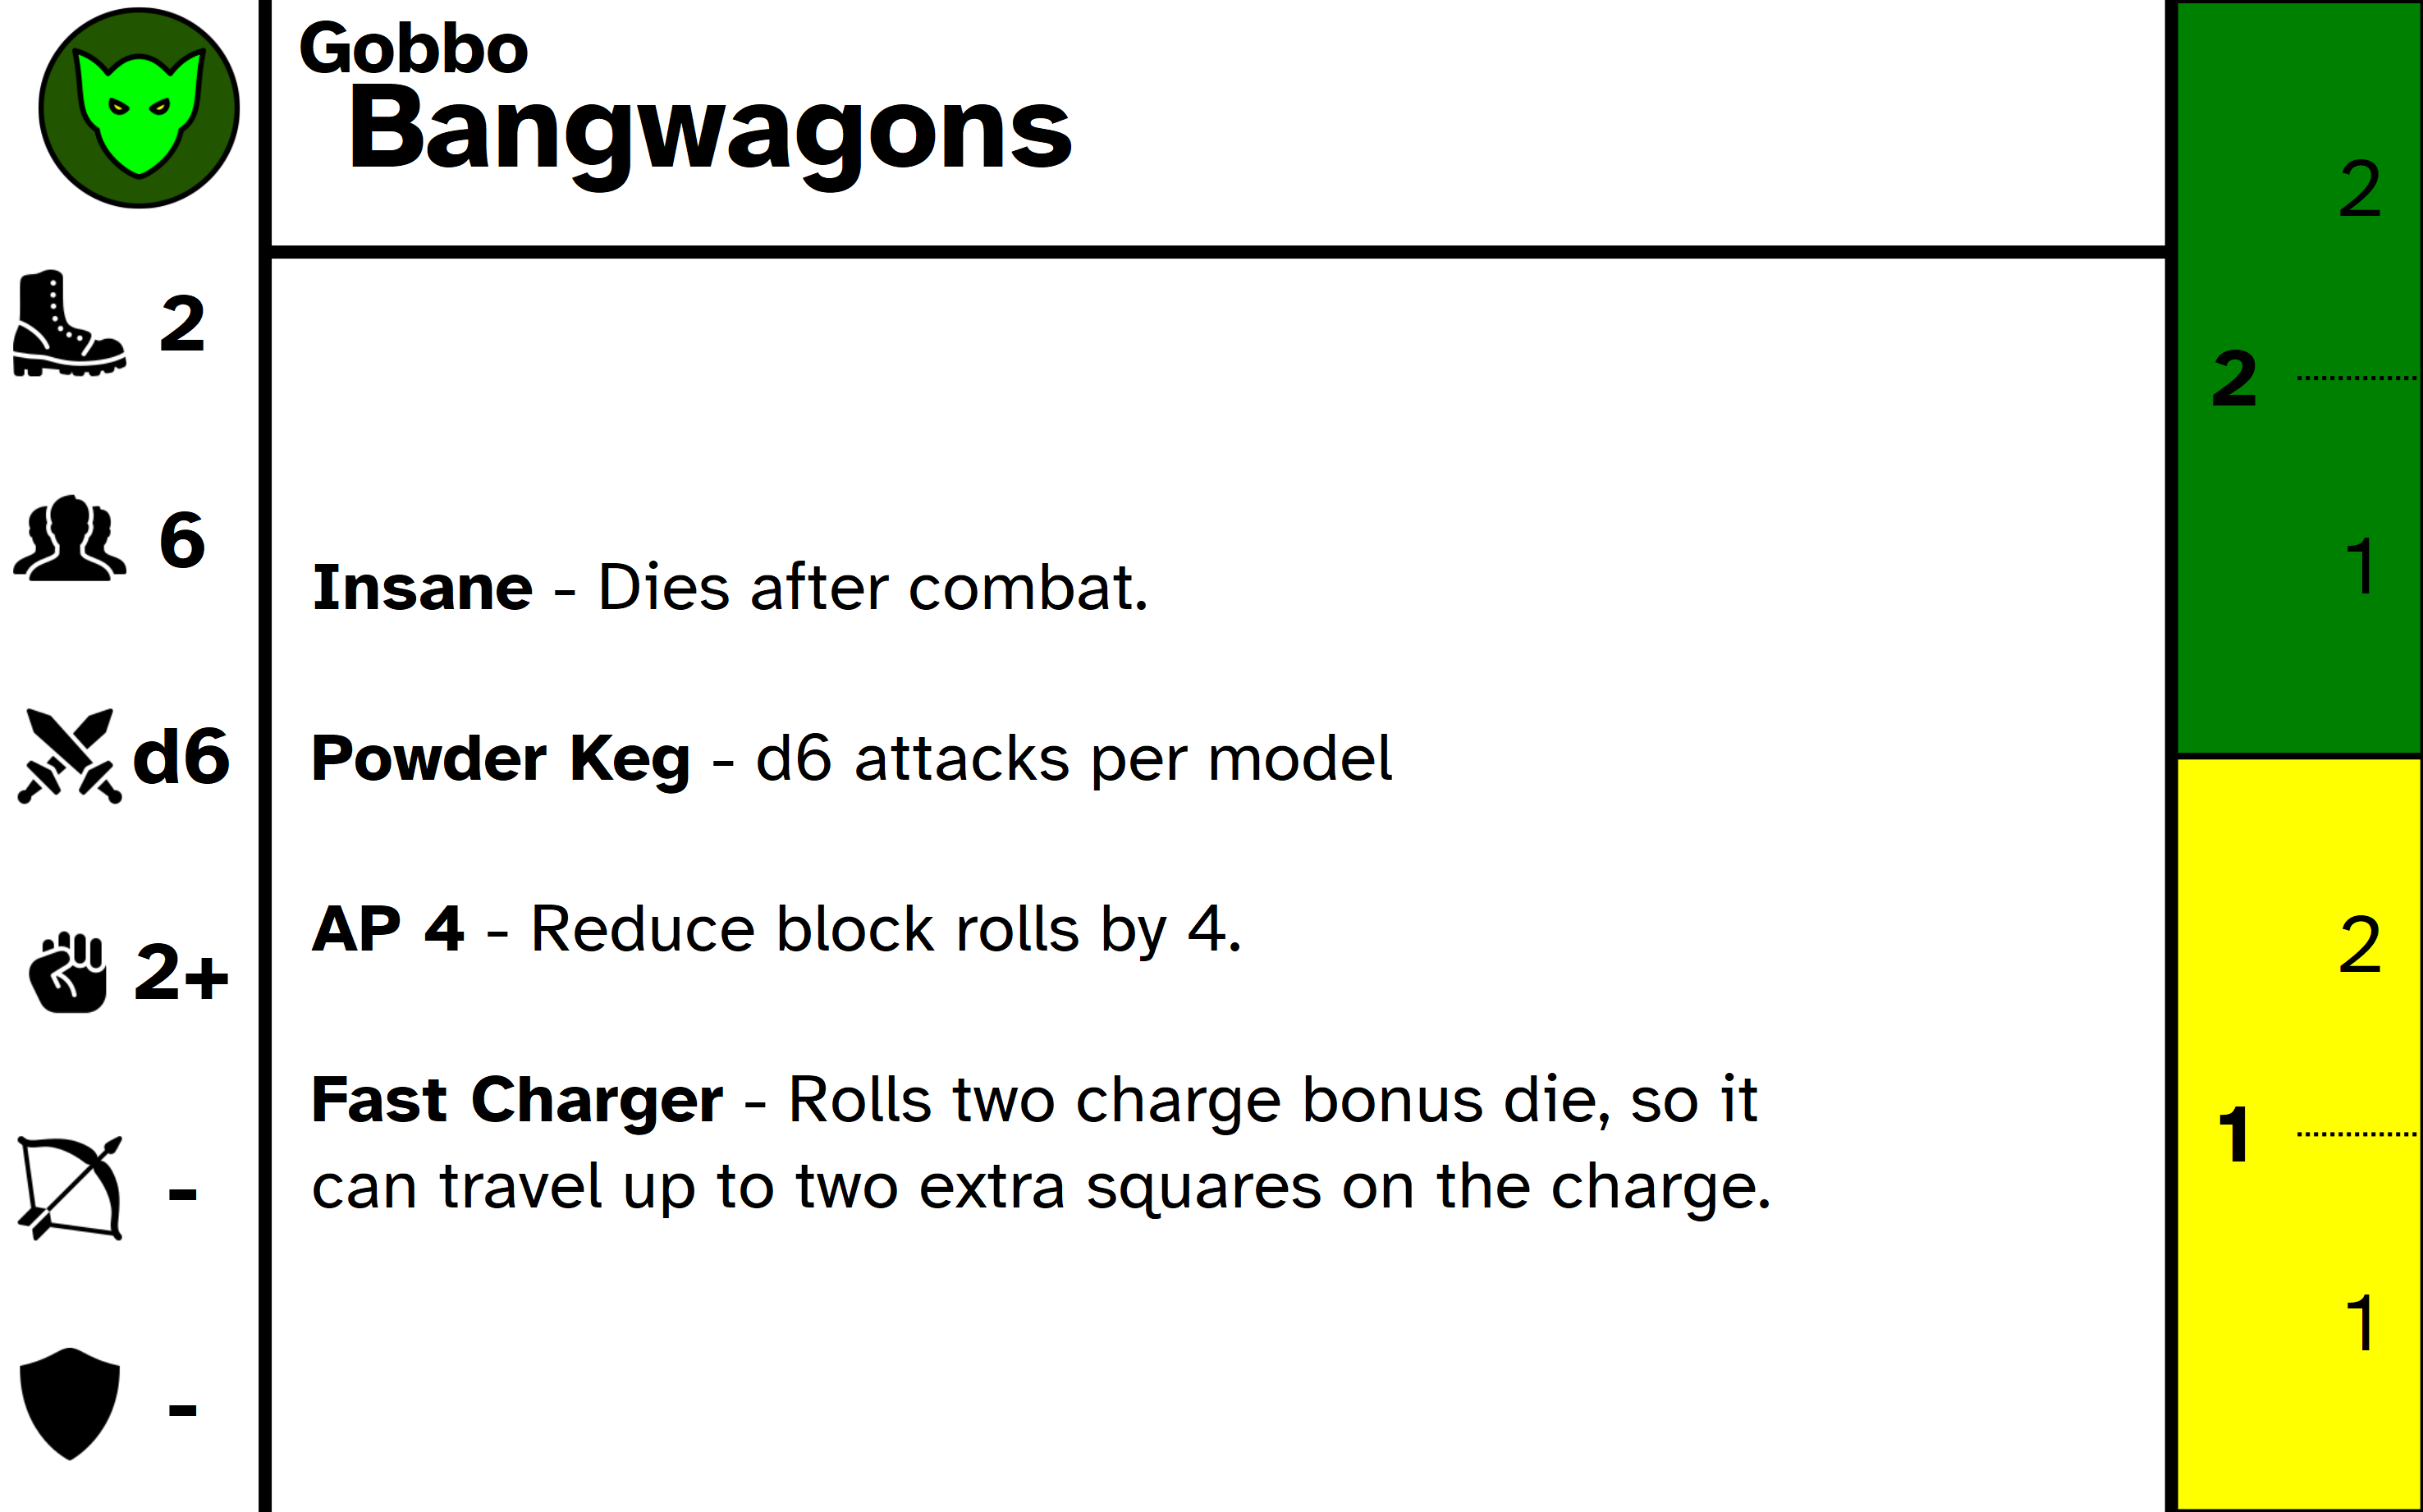 Gobbo
Bangwagons
2
6
d6
2+
-
-
Insane - Dies after combat.
Powder Keg - d6 attacks per model
AP 4 - Reduce block rolls by 4.
Fast Charger - Rolls two charge bonus die, so it
can travel up to two extra squares on the charge.
2
2
1
2
1
1